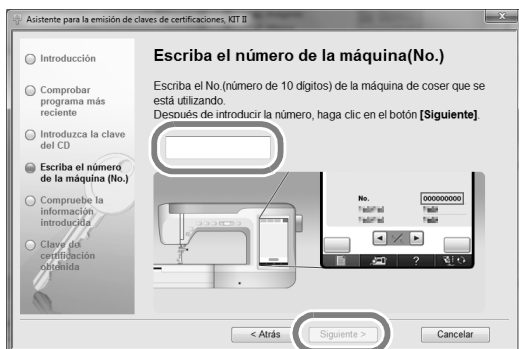 Asistente para la emisión de claves de certificaciones, KIT II
Introducción
Comprobar
programa más
reciente
Introduzca la clave
del CD
Escriba el número
de la máquina (No.)
Compruebe la
información
introducida
Clave de
certificación
obtenida
Escriba el número de la máquina(No.)
Escriba el No.(número de 10 dígitos) de la máquina de coser que se
está utilizando.
Después de introducir la número, haga clic en el botón [Siguiente].
No. 000000000
?
< Atrás
Siguiente >
Cancelar